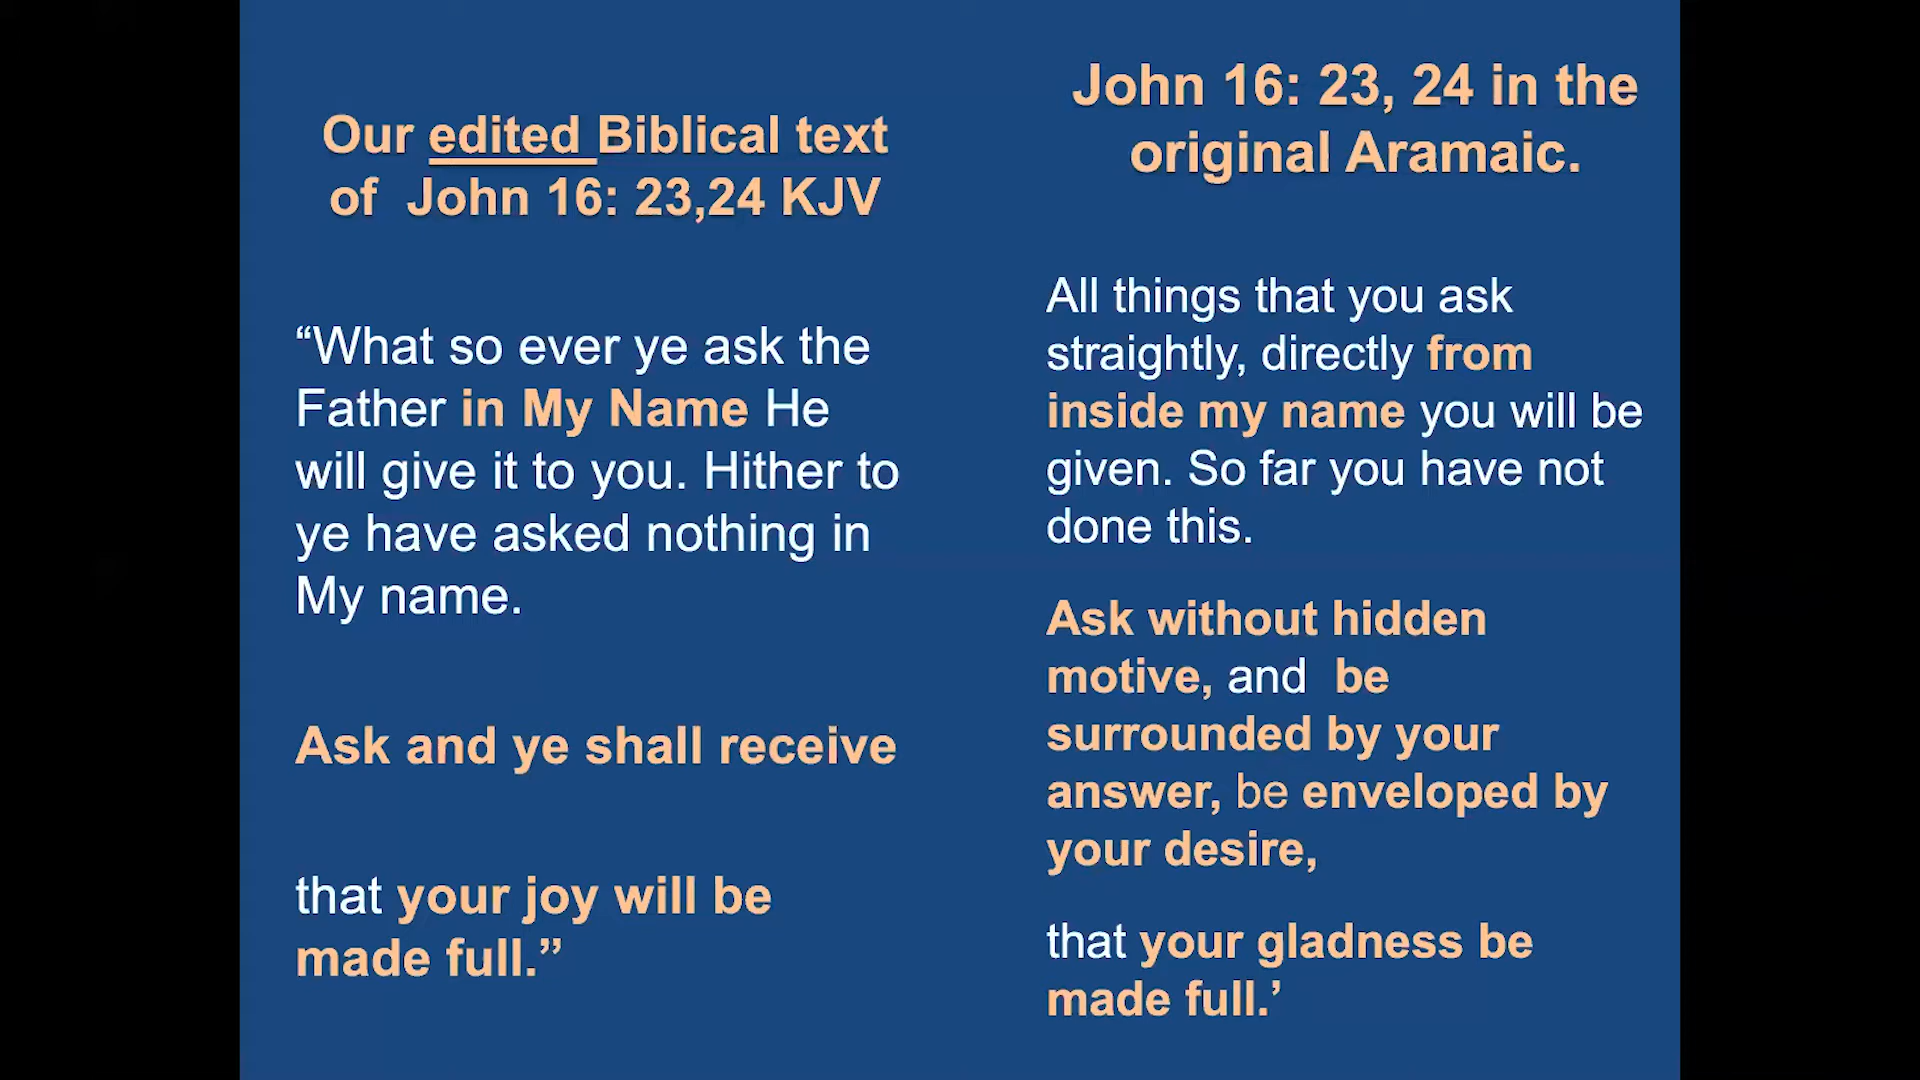 Our edited Biblical text
of John 16: 23,24 KJV
“What so ever ye ask the
Father in My Name He
will give it to you. Hither to
ye have asked nothing in
My name.
Ask and ye shall receive
that your joy will be
made full.”
John 16: 23, 24 in the
original Aramaic.
All things that you ask
straightly, directly from
inside my name you will be
given. So far you have not
done this.
Ask without hidden
motive, and be
surrounded by your
answer, be enveloped by
your desire,
that your gladness be
made full.’